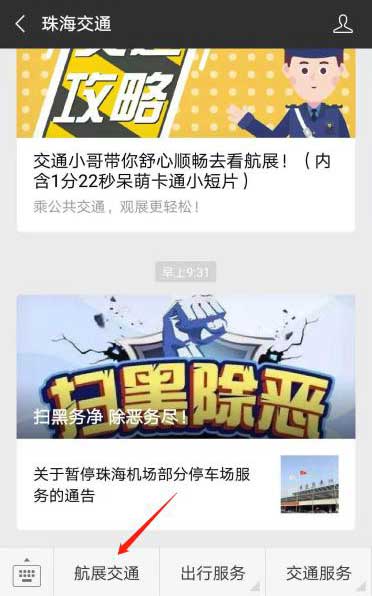 珠海交通
攻略
交通小哥带你舒心顺畅去看航展!（内
含1分22秒呆萌卡通小短片）
乘公共交通，观展更轻松!
早上9:31
扫黑除恶
扫黑务净 除恶务尽!
关于暂停珠海机场部分停车场服
务的通告
航展交通 出行服务 交通服务